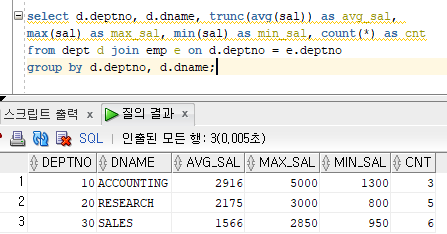 select d.deptno, d.dname, trunc(avg(sal)) as avg_sal,
max(sal) as max_sal, min(sal) as min_sal, count(*) as cnt
from dept d join emp e on d.deptno = e.deptno
group by d.deptno, d.dname;
스크립트 출력 × 질의 결과 ×
SQL | 인출된 모든 행: 3(0,005초)
DEPTNO DNAME AVG_SAL MAX_SAL MIN_SAL CNT
1 10 ACCOUNTING 2916 5000 1300 3
2 20 RESEARCH 2175 3000 800 5
3 30 SALES 1566 2850 950 6